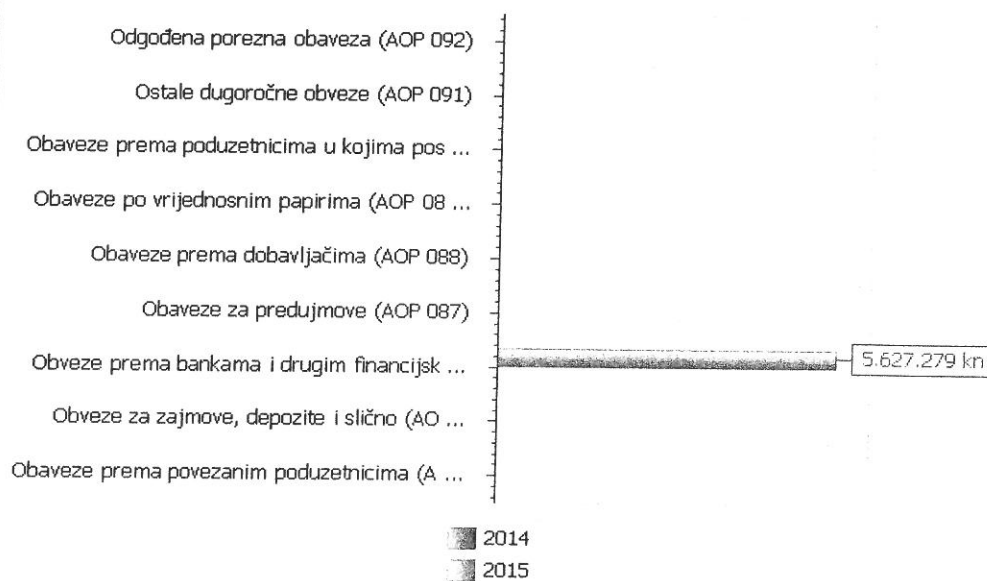 Odgođena porezna obaveza (AOP 092)
Ostale dugoročne obveze (AOP 091)
Obaveze prema poduzetnicima u kojima pos ...
Obaveze po vrijednosnim papirima (AOP 08 ...
Obaveze prema dobavljačima (AOP 088)
Obaveze za predujmove (AOP 087)
Obveze prema bankama i drugim financijsk ...
5.627.279 kn
Obveze za zajmove, depozite i slično (AO ...
Obaveze prema povezanim poduzetnicima (A ...
2014
2015